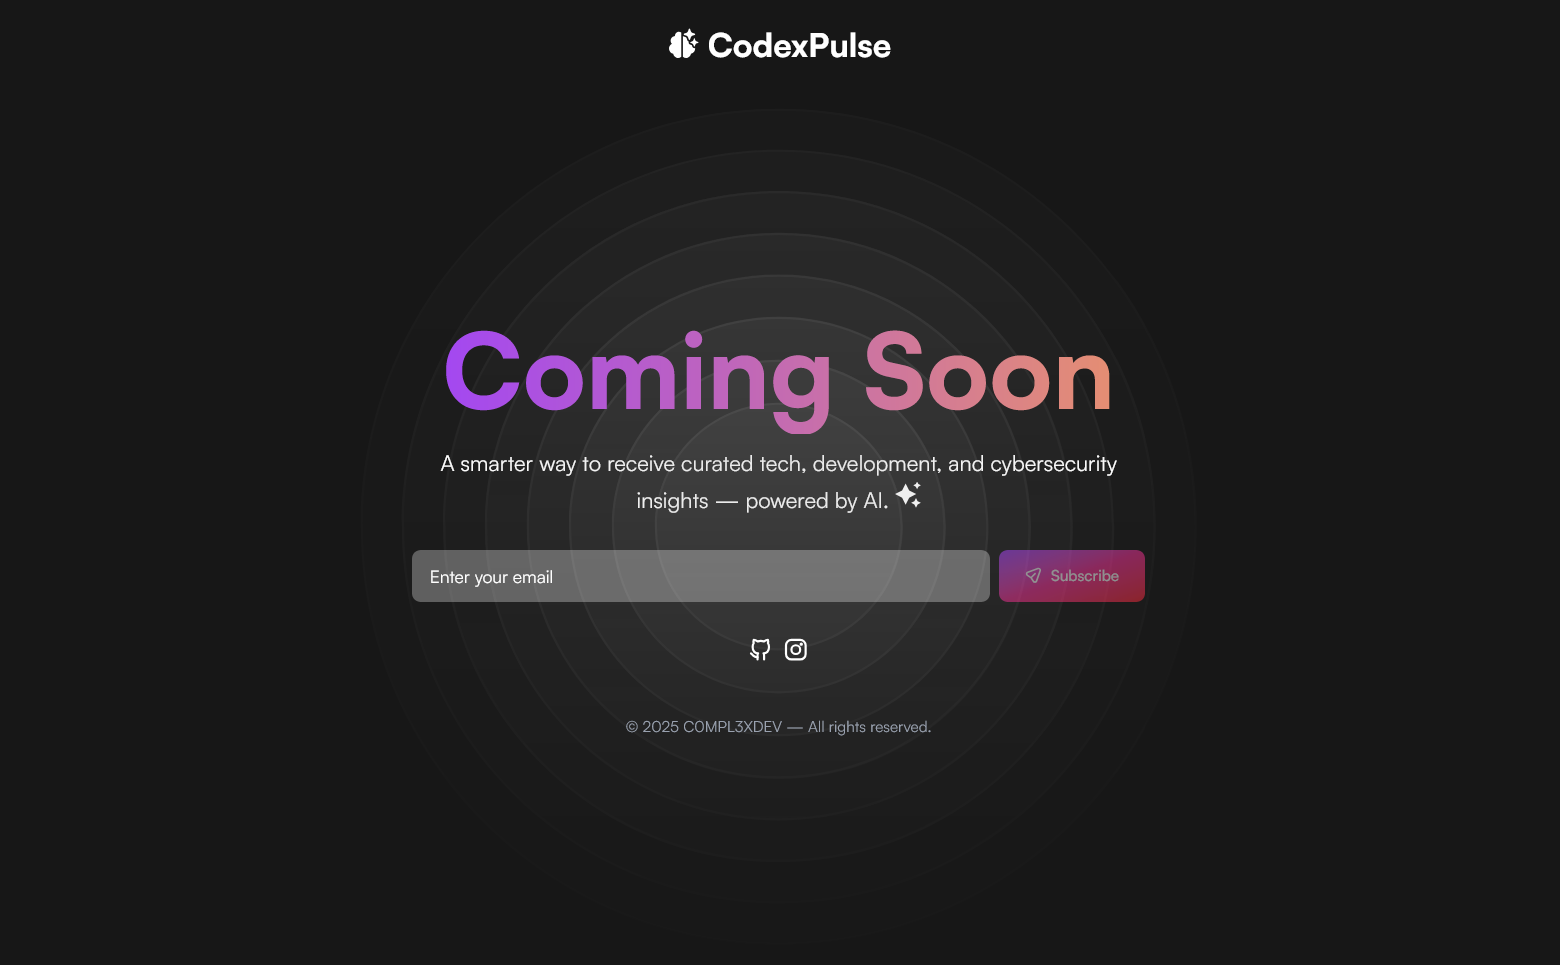 CodexPulse
Coming Soon
A smarter way to receive curated tech, development, and cybersecurity
insights — powered by AI.
Enter your email
Subscribe
© 2025 C0MPL3XDEV — All rights reserved.